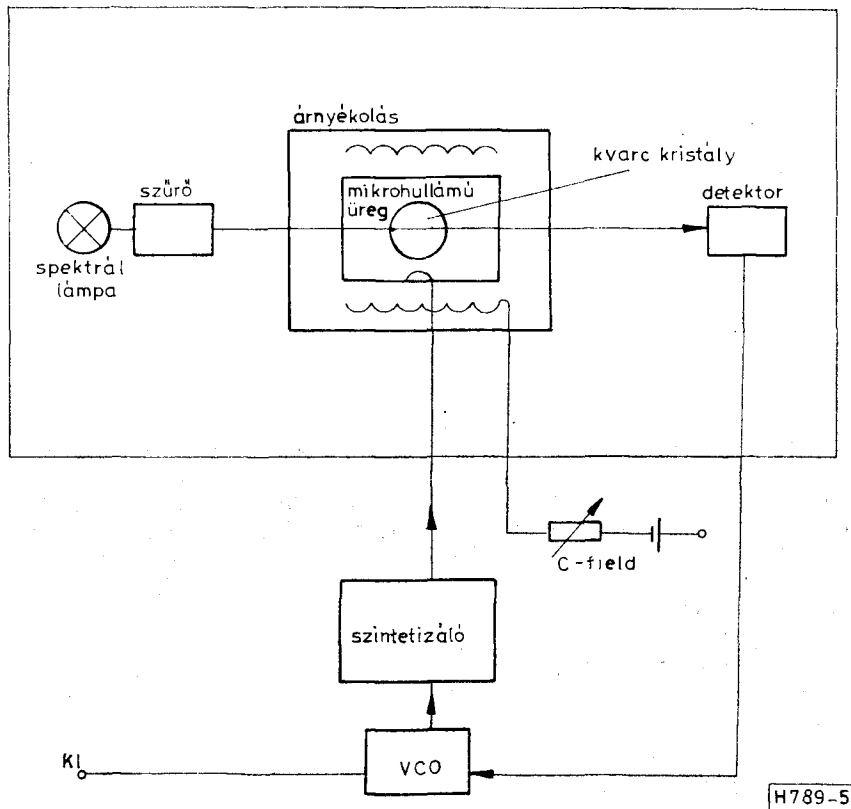 árnyékolás
kvarc kristály
szűrő
mikrohullámú
üreg
detektor
spektrál
lámpa
C-field
szintetizáló
KI
VCO
H789-5